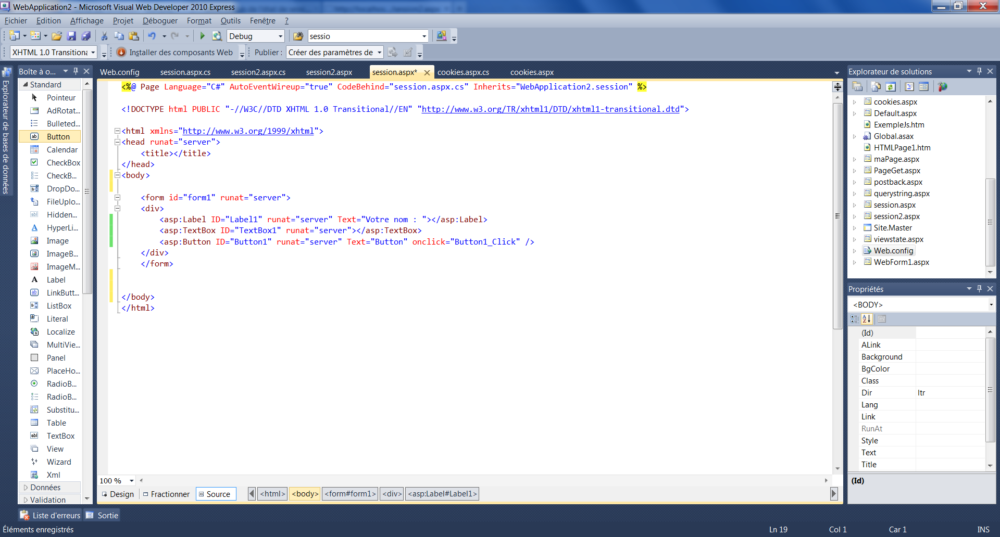 WebApplication2 - Microsoft Visual Web Developer 2010 Express
Fichier Edition Affichage Projet Déboguer Format Outils Fenêtre ?
Debug sessio
XHTML 1.0 Transitiona Installer des composants Web Publier : Créer des paramètres de
Explorateur de bases de données
Boîte à o...
Standard
Pointeur
AdRotat...
Bulleted...
Button
Calendar
CheckBox
CheckB...
DropDo...
FileUplo...
Hidden...
HyperLi...
Image
ImageB...
ImageM...
Label
LinkButt...
ListBox
Literal
Localize
MultiVie...
Panel
PlaceHo...
RadioB...
RadioB...
Substitu...
Table
TextBox
View
Wizard
Xml
Données
Validation
Web.config session.aspx.cs session2.aspx.cs session2.aspx session.aspx* cookies.aspx.cs cookies.aspx
<%@ Page Language="C#" AutoEventWireup="true" CodeBehind="session.aspx.cs" Inherits="WebApplication2.session" %>
<!DOCTYPE html PUBLIC "-//W3C//DTD XHTML 1.0 Transitional//EN" "http://www.w3.org/TR/xhtml1/DTD/xhtml1-transitional.dtd">
<html xmlns="http://www.w3.org/1999/xhtml">
<head runat="server">
<title></title>
</head>
<body>
<form id="form1" runat="server">
<div>
<asp:Label ID="Label1" runat="server" Text="Votre nom : "></asp:Label>
<asp:TextBox ID="TextBox1" runat="server"></asp:TextBox>
<asp:Button ID="Button1" runat="server" Text="Button" onclick="Button1_Click" />
</div>
</form>
</body>
</html>
100 %
Design Fractionner Source <html> <body> <form#form1> <div> <asp:Label#Label1>
Explorateur de solutions
cookies.aspx
Default.aspx
ExempleJs.htm
Global.asax
HTMLPage1.htm
maPage.aspx
PageGet.aspx
postback.aspx
querystring.aspx
session.aspx
session2.aspx
Site.Master
viewstate.aspx
Web.config
WebForm1.aspx
Propriétés
<BODY>
(Id)
ALink
Background
BgColor
Class
Dir ltr
Lang
Link
RunAt
Style
Text
Title
(Id)
Liste d'erreurs Sortie
Éléments enregistrés Ln 19 Col 1 Car 1 INS